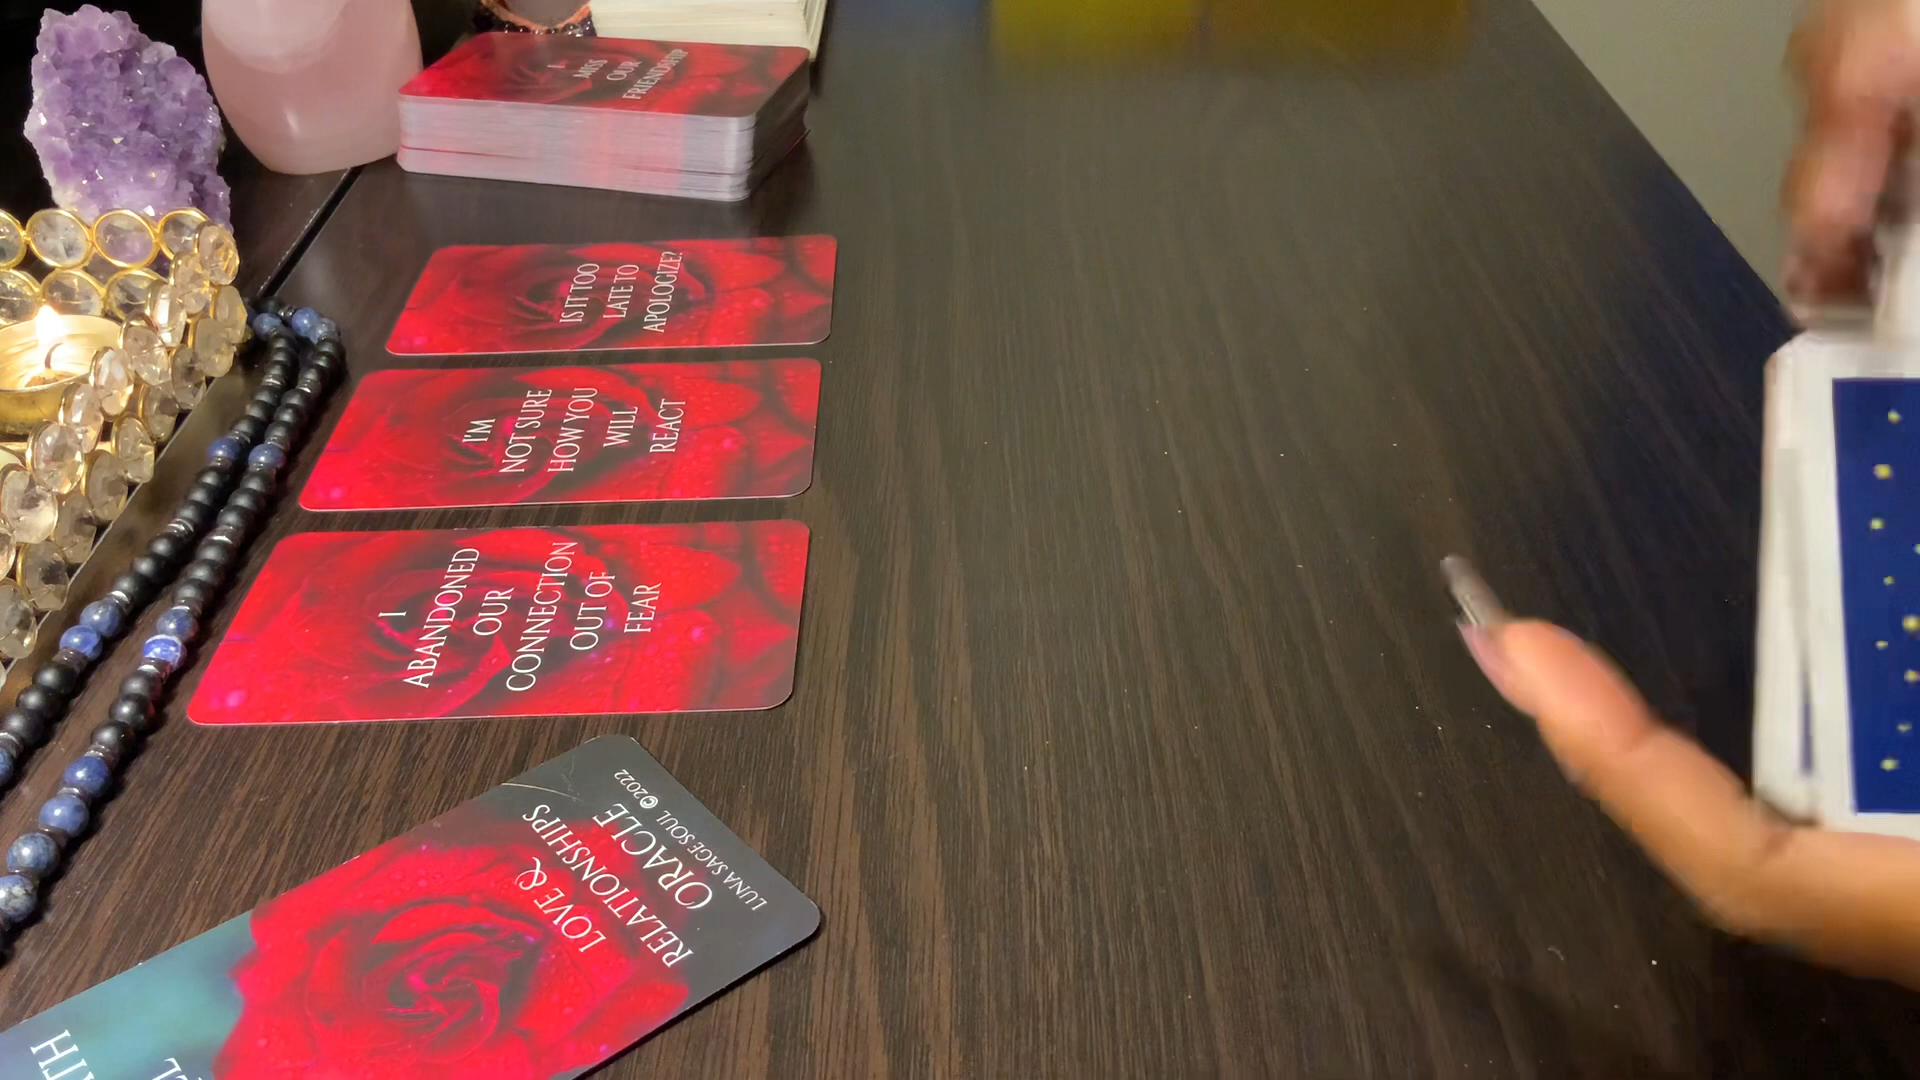 I
MISS
OUR
FRIENDSHIP
IS IT TOO
LATE TO
APOLOGIZE?
I'M
NOT SURE
HOW YOU
WILL
REACT
I
ABANDONED
OUR
CONNECTION
OUT OF
FEAR
LOVE &
RELATIONSHIPS
ORACLE
LUNA SAGE SOUL ©2022